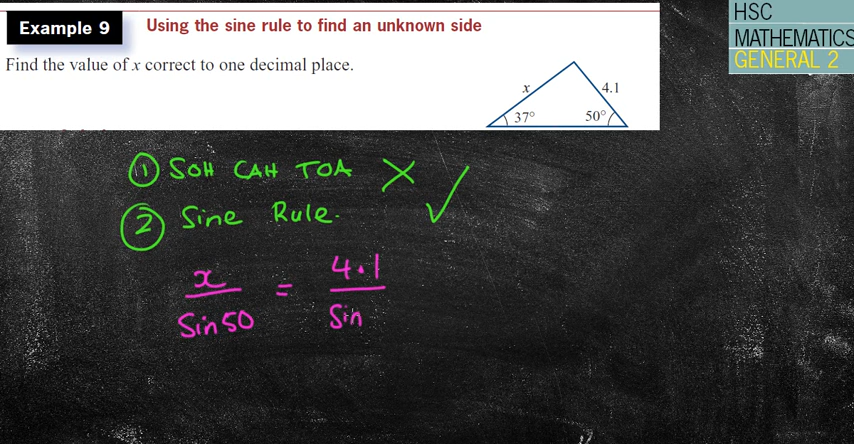 Example 9 Using the sine rule to find an unknown side
Find the value of x correct to one decimal place.
x
4.1
37°
50°
HSC
MATHEMATICS
GENERAL 2
① SOH CAH TOA ✗
② Sine Rule. ✓
x / Sin 50 = 4.1 / Sin